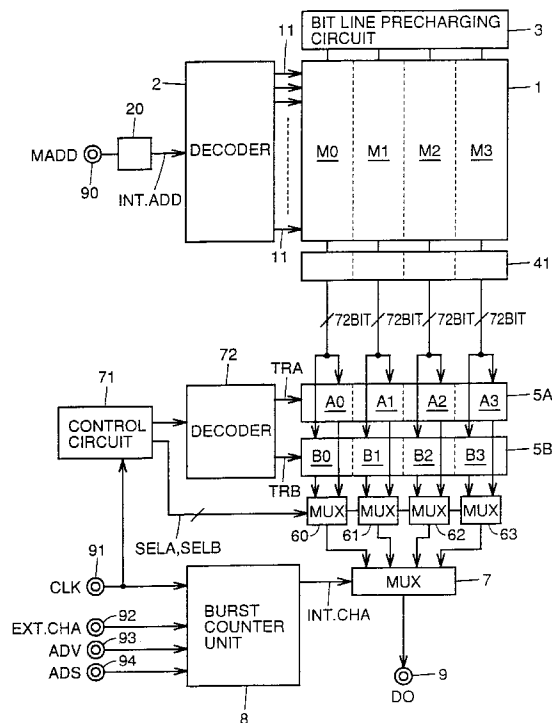 BIT LINE PRECHARGING
CIRCUIT
3
11
2
1
20
DECODER
M0 M1 M2 M3
MADD
90
INT.ADD
11
41
72BIT 72BIT 72BIT 72BIT
71
72
TRA
A0 A1 A2 A3
5A
CONTROL
CIRCUIT
DECODER
B0 B1 B2 B3
5B
TRB
MUX MUX MUX MUX
SELA,SELB
60 61 62 63
91
CLK
MUX
7
INT.CHA
92
EXT.CHA
BURST
COUNTER
UNIT
93
ADV
94
ADS
9
DO
8